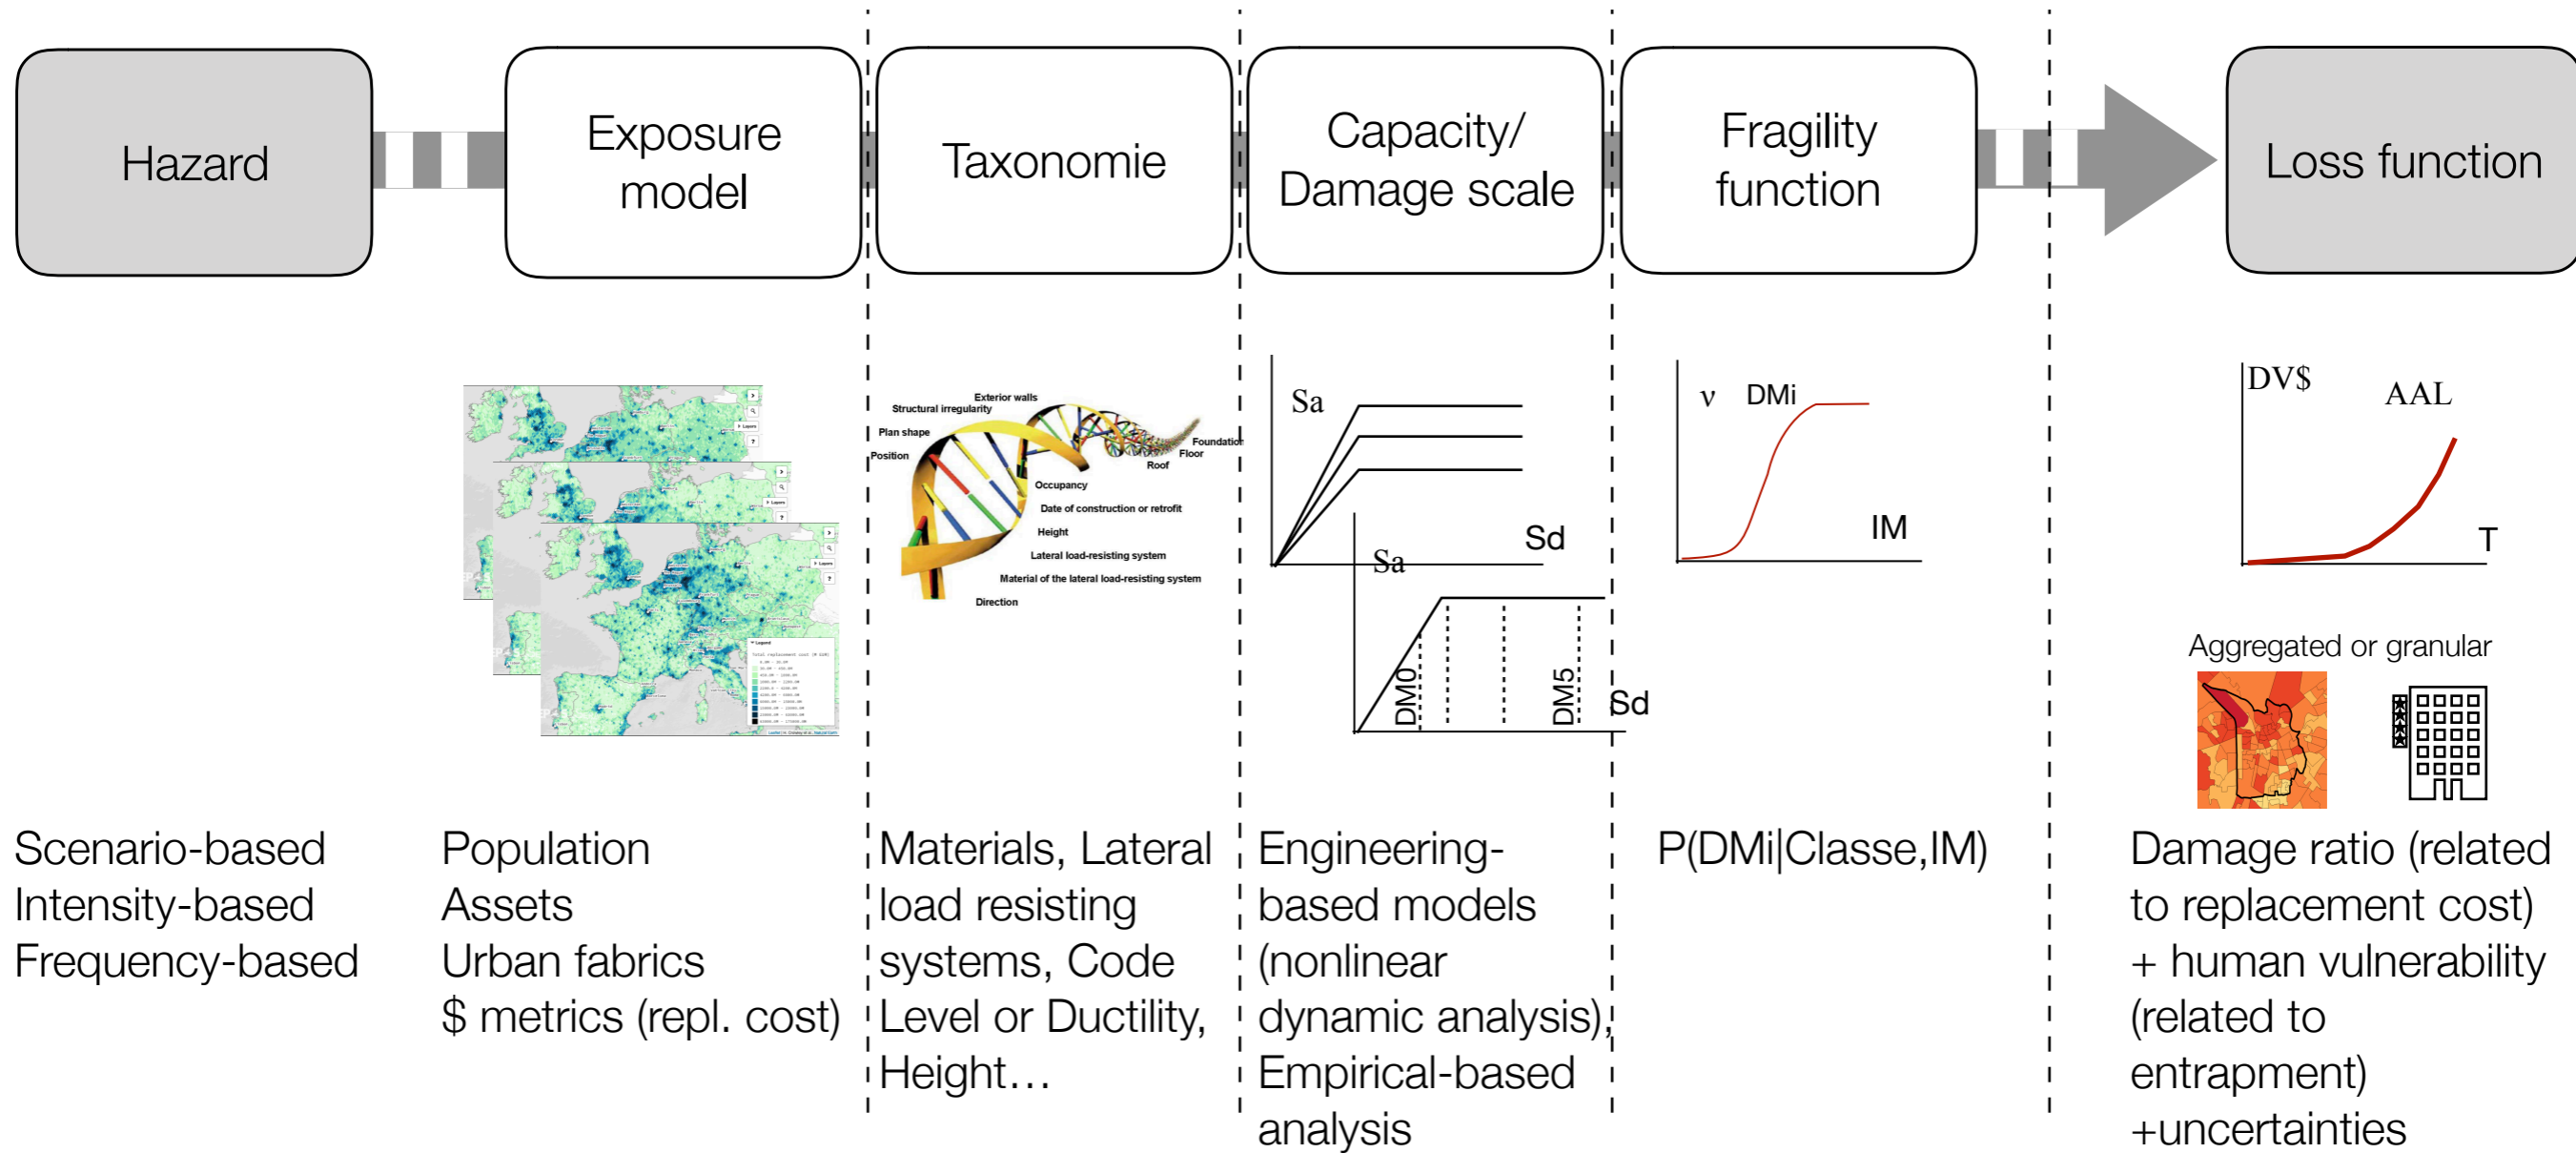 Hazard
Exposure
model
Taxonomie
Capacity/
Damage scale
Fragility
function
Loss function
Layers
Layers
Layers
Legend
Exterior walls
Structural irregularity
Plan shape
Position
Foundation
Floor
Roof
Occupancy
Date of construction or retrofit
Height
Lateral load-resisting system
Material of the lateral load-resisting system
Direction
Sa
Sd
Sa
DM0
DM5
Sd
ν DMi
IM
DV$
AAL
T
Aggregated or granular
Scenario-based
Intensity-based
Frequency-based
Population
Assets
Urban fabrics
$ metrics (repl. cost)
Materials, Lateral
load resisting
systems, Code
Level or Ductility,
Height…
Engineering-
based models
(nonlinear
dynamic analysis),
Empirical-based
analysis
P(DMi|Classe,IM)
Damage ratio (related
to replacement cost)
+ human vulnerability
(related to
entrapment)
+uncertainties